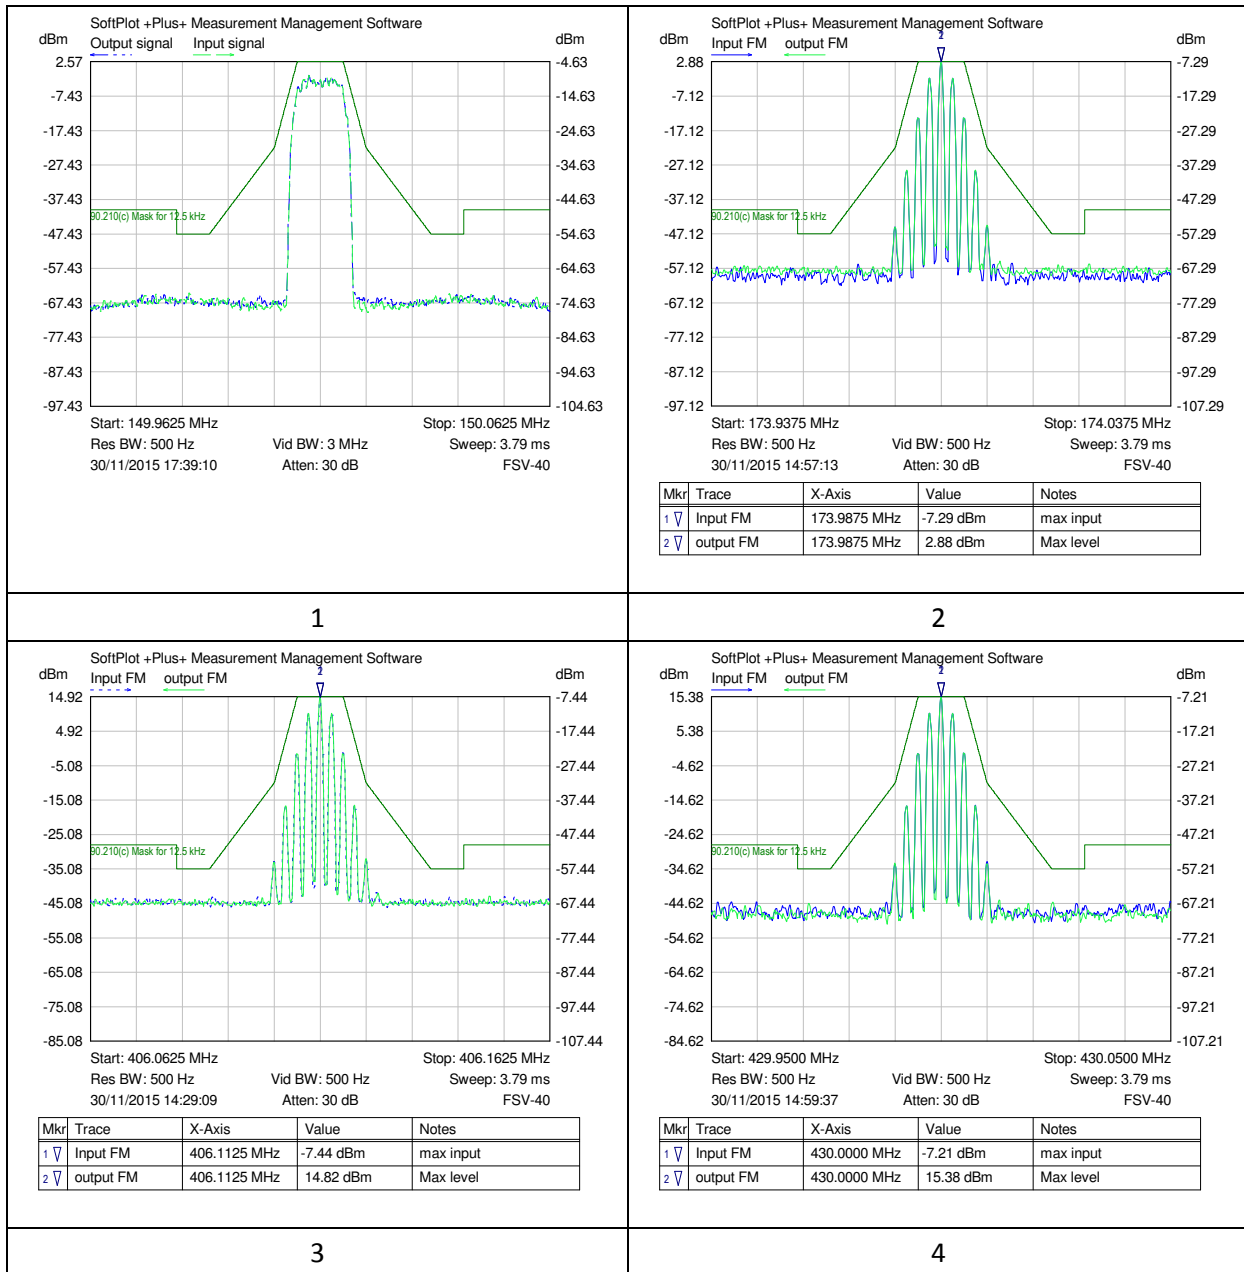 SoftPlot +Plus+ Measurement Management Software
dBm Output signal Input signal dBm
2.57 -4.63
-7.43 -14.63
-17.43 -24.63
-27.43 -34.63
-37.43 -44.63
90.210(c) Mask for 12.5 kHz
-47.43 -54.63
-57.43 -64.63
-67.43 -74.63
-77.43 -84.63
-87.43 -94.63
-97.43 -104.63
Start: 149.9625 MHz Stop: 150.0625 MHz
Res BW: 500 Hz Vid BW: 3 MHz Sweep: 3.79 ms
30/11/2015 17:39:10 Atten: 30 dB FSV-40
1
SoftPlot +Plus+ Measurement Management Software
dBm Input FM output FM 2 dBm
2.88 -7.29
-7.12 -17.29
-17.12 -27.29
-27.12 -37.29
-37.12 -47.29
90.210(c) Mask for 12.5 kHz
-47.12 -57.29
-57.12 -67.29
-67.12 -77.29
-77.12 -87.29
-87.12 -97.29
-97.12 -107.29
Start: 173.9375 MHz Stop: 174.0375 MHz
Res BW: 500 Hz Vid BW: 500 Hz Sweep: 3.79 ms
30/11/2015 14:57:13 Atten: 30 dB FSV-40
Mkr Trace X-Axis Value Notes
1 Input FM 173.9875 MHz -7.29 dBm max input
2 output FM 173.9875 MHz 2.88 dBm Max level
2
SoftPlot +Plus+ Measurement Management Software
dBm Input FM output FM 2 dBm
14.92 -7.44
4.92 -17.44
-5.08 -27.44
-15.08 -37.44
-25.08 -47.44
90.210(c) Mask for 12.5 kHz
-35.08 -57.44
-45.08 -67.44
-55.08 -77.44
-65.08 -87.44
-75.08 -97.44
-85.08 -107.44
Start: 406.0625 MHz Stop: 406.1625 MHz
Res BW: 500 Hz Vid BW: 500 Hz Sweep: 3.79 ms
30/11/2015 14:29:09 Atten: 30 dB FSV-40
Mkr Trace X-Axis Value Notes
1 Input FM 406.1125 MHz -7.44 dBm max input
2 output FM 406.1125 MHz 14.82 dBm Max level
3
SoftPlot +Plus+ Measurement Management Software
dBm Input FM output FM 2 dBm
15.38 -7.21
5.38 -17.21
-4.62 -27.21
-14.62 -37.21
-24.62 -47.21
90.210(c) Mask for 12.5 kHz
-34.62 -57.21
-44.62 -67.21
-54.62 -77.21
-64.62 -87.21
-74.62 -97.21
-84.62 -107.21
Start: 429.9500 MHz Stop: 430.0500 MHz
Res BW: 500 Hz Vid BW: 500 Hz Sweep: 3.79 ms
30/11/2015 14:59:37 Atten: 30 dB FSV-40
Mkr Trace X-Axis Value Notes
1 Input FM 430.0000 MHz -7.21 dBm max input
2 output FM 430.0000 MHz 15.38 dBm Max level
4